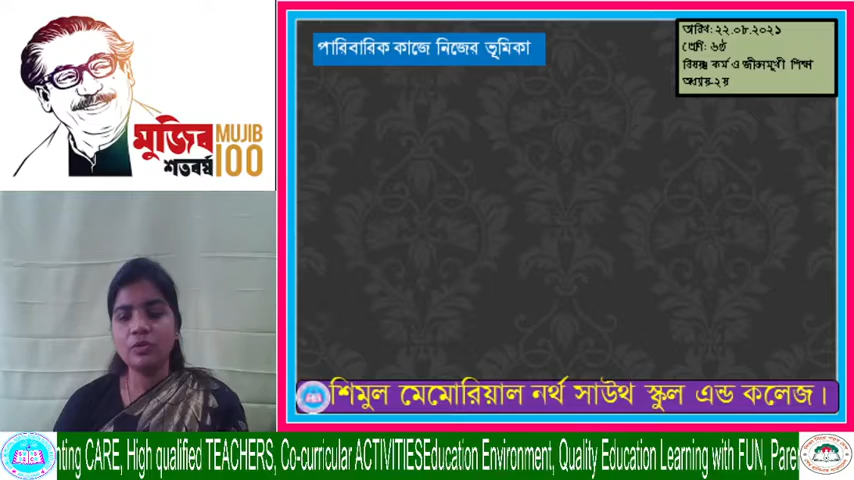 মুজিব MUJIB
শতবর্ষ 100
পারিবারিক কাজে নিজের ভূমিকা
তারিখ: ২২.০৮.২০২১
শ্রেণি: ৬ষ্ঠ
বিষয়ঃ কর্ম ও জীবনমূখী শিক্ষা
অধ্যায়-২য়
শিমুল মেমোরিয়াল নর্থ সাউথ স্কুল এন্ড কলেজ।
nting CARE, High qualified TEACHERS, Co-curricular ACTIVITIESEducation Environment, Quality Education Learning with FUN, Pare